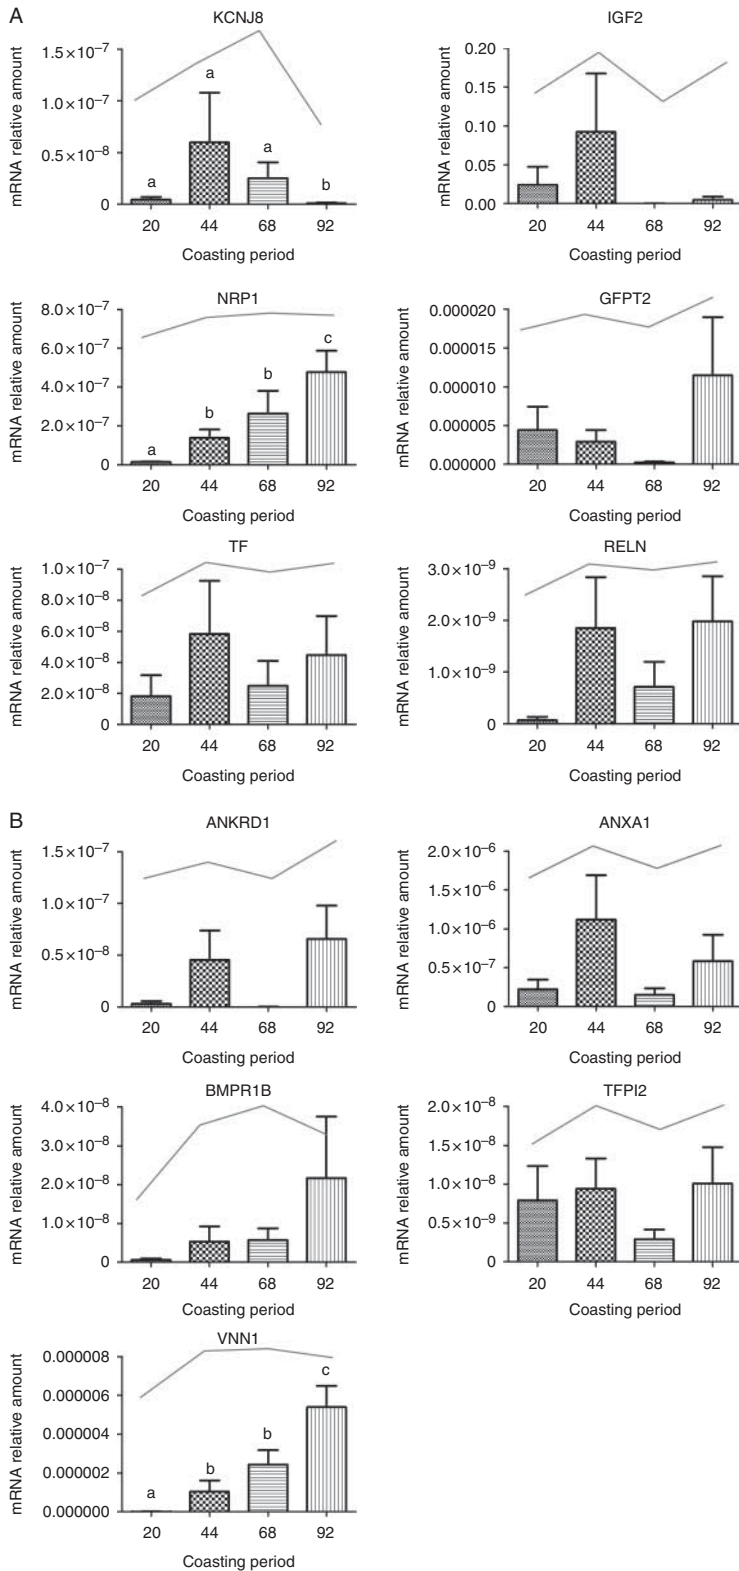 A
KCNJ8
mRNA relative amount
1.5×10⁻⁷
1.0×10⁻⁷
0.5×10⁻⁸
0
a
a
a
b
20 44 68 92
Coasting period
IGF2
mRNA relative amount
0.20
0.15
0.10
0.05
0.00
20 44 68 92
Coasting period
NRP1
mRNA relative amount
8.0×10⁻⁷
6.0×10⁻⁷
4.0×10⁻⁷
2.0×10⁻⁷
0
a
b
b
c
20 44 68 92
Coasting period
GFPT2
mRNA relative amount
0.000020
0.000015
0.000010
0.000005
0.000000
20 44 68 92
Coasting period
TF
mRNA relative amount
1.0×10⁻⁷
8.0×10⁻⁸
6.0×10⁻⁸
4.0×10⁻⁸
2.0×10⁻⁸
0
20 44 68 92
Coasting period
RELN
mRNA relative amount
3.0×10⁻⁹
2.0×10⁻⁹
1.0×10⁻⁹
0
20 44 68 92
Coasting period
B
ANKRD1
mRNA relative amount
1.5×10⁻⁷
1.0×10⁻⁷
0.5×10⁻⁸
0
20 44 68 92
Coasting period
ANXA1
mRNA relative amount
2.0×10⁻⁶
1.5×10⁻⁶
1.0×10⁻⁶
0.5×10⁻⁷
0
20 44 68 92
Coasting period
BMPR1B
mRNA relative amount
4.0×10⁻⁸
3.0×10⁻⁸
2.0×10⁻⁸
1.0×10⁻⁸
0
20 44 68 92
Coasting period
TFPI2
mRNA relative amount
2.0×10⁻⁸
1.5×10⁻⁸
1.0×10⁻⁸
0.5×10⁻⁹
0
20 44 68 92
Coasting period
VNN1
mRNA relative amount
0.000008
0.000006
0.000004
0.000002
0.000000
a
b
b
c
20 44 68 92
Coasting period